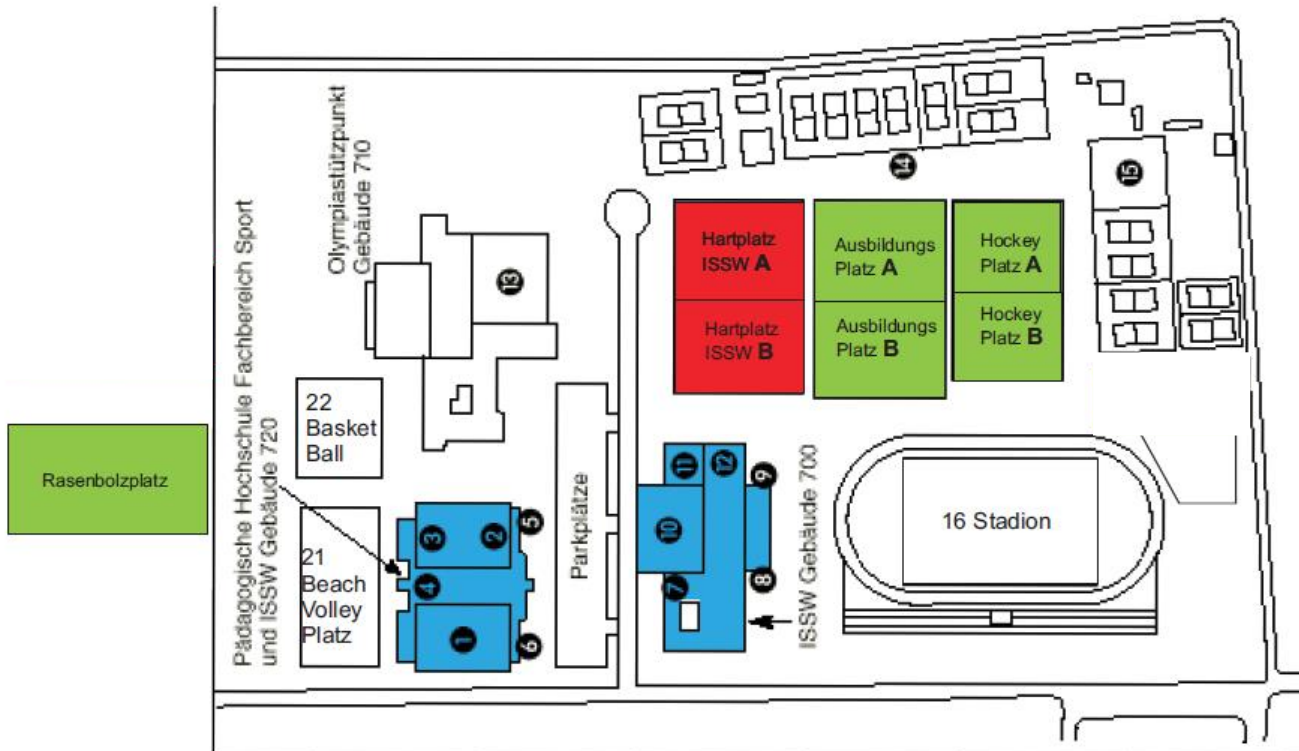 Rasenbolzplatz
Pädagogische Hochschule Fachbereich Sport
und ISSW Gebäude 720
Olympiastützpunkt
Gebäude 710
13
22
Basket
Ball
21
Beach
Volley
Platz
3
2
5
4
1
6
Parkplätze
Hartplatz
ISSW A
Hartplatz
ISSW B
Ausbildungs
Platz A
Ausbildungs
Platz B
Hockey
Platz A
Hockey
Platz B
14
15
11
12
9
10
7
8
ISSW Gebäude 700
16 Stadion